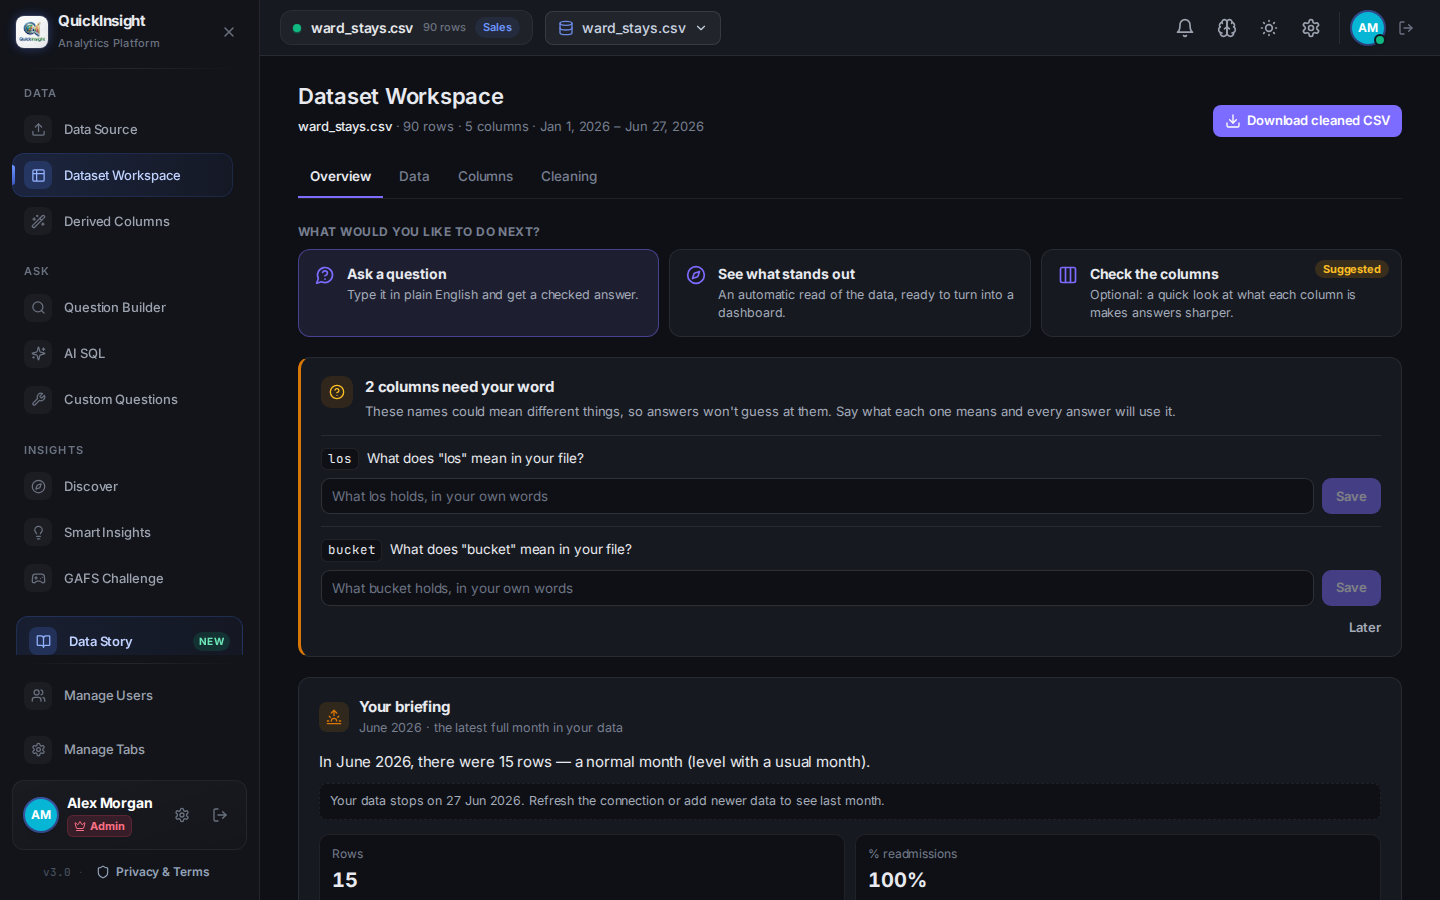 QuickInsight
Analytics Platform
DATA
Data Source
Dataset Workspace
Derived Columns
ASK
Question Builder
AI SQL
Custom Questions
INSIGHTS
Discover
Smart Insights
GAFS Challenge
Data Story NEW
Manage Users
Manage Tabs
AM Alex Morgan
Admin
v3.0 · Privacy & Terms
ward_stays.csv 90 rows Sales
ward_stays.csv
AM
Dataset Workspace
ward_stays.csv · 90 rows · 5 columns · Jan 1, 2026 – Jun 27, 2026
Download cleaned CSV
Overview Data Columns Cleaning
WHAT WOULD YOU LIKE TO DO NEXT?
Ask a question
Type it in plain English and get a checked answer.
See what stands out
An automatic read of the data, ready to turn into a
dashboard.
Check the columns Suggested
Optional: a quick look at what each column is
makes answers sharper.
2 columns need your word
These names could mean different things, so answers won't guess at them. Say what each one means and every answer will use it.
los What does "los" mean in your file?
What los holds, in your own words Save
bucket What does "bucket" mean in your file?
What bucket holds, in your own words Save
Later
Your briefing
June 2026 · the latest full month in your data
In June 2026, there were 15 rows — a normal month (level with a usual month).
Your data stops on 27 Jun 2026. Refresh the connection or add newer data to see last month.
Rows
15
% readmissions
100%